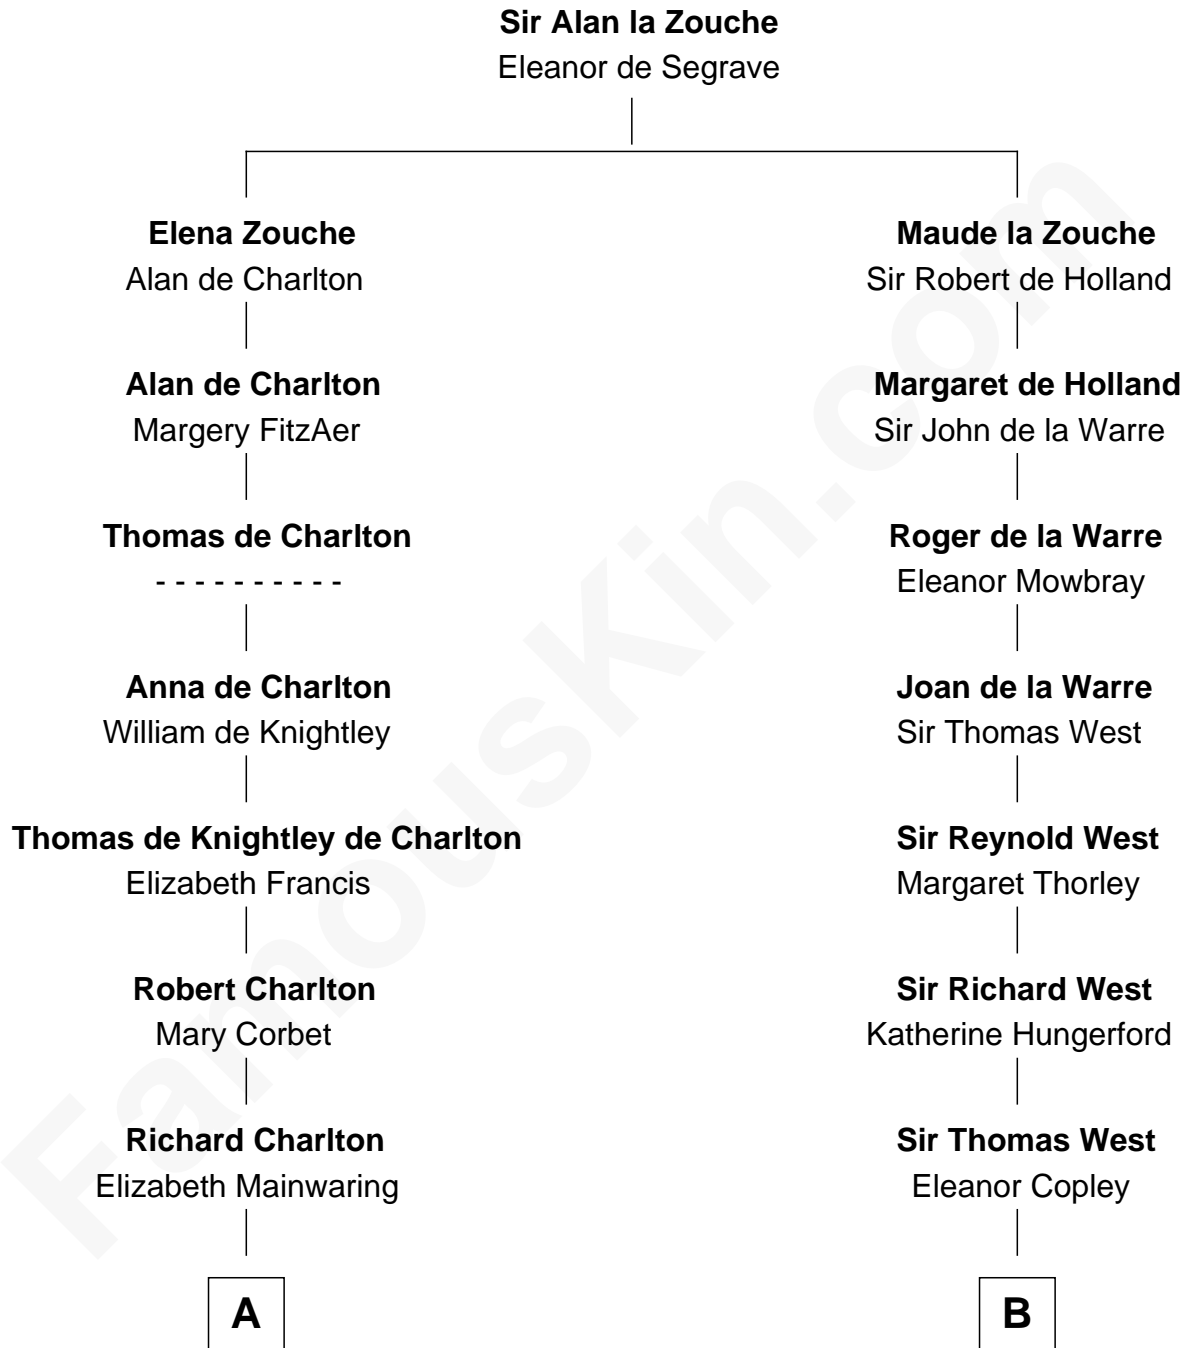 Sir Alan la Zouche
Eleanor de Segrave
Elena Zouche
Alan de Charlton
Maude la Zouche
Sir Robert de Holland
Alan de Charlton
Margery FitzAer
Margaret de Holland
Sir John de la Warre
Thomas de Charlton
- - - - - - - - - -
Roger de la Warre
Eleanor Mowbray
Anna de Charlton
William de Knightley
Joan de la Warre
Sir Thomas West
Thomas de Knightley de Charlton
Elizabeth Francis
Sir Reynold West
Margaret Thorley
Robert Charlton
Mary Corbet
Sir Richard West
Katherine Hungerford
Richard Charlton
Elizabeth Mainwaring
Sir Thomas West
Eleanor Copley
A
B
FamousKin.com